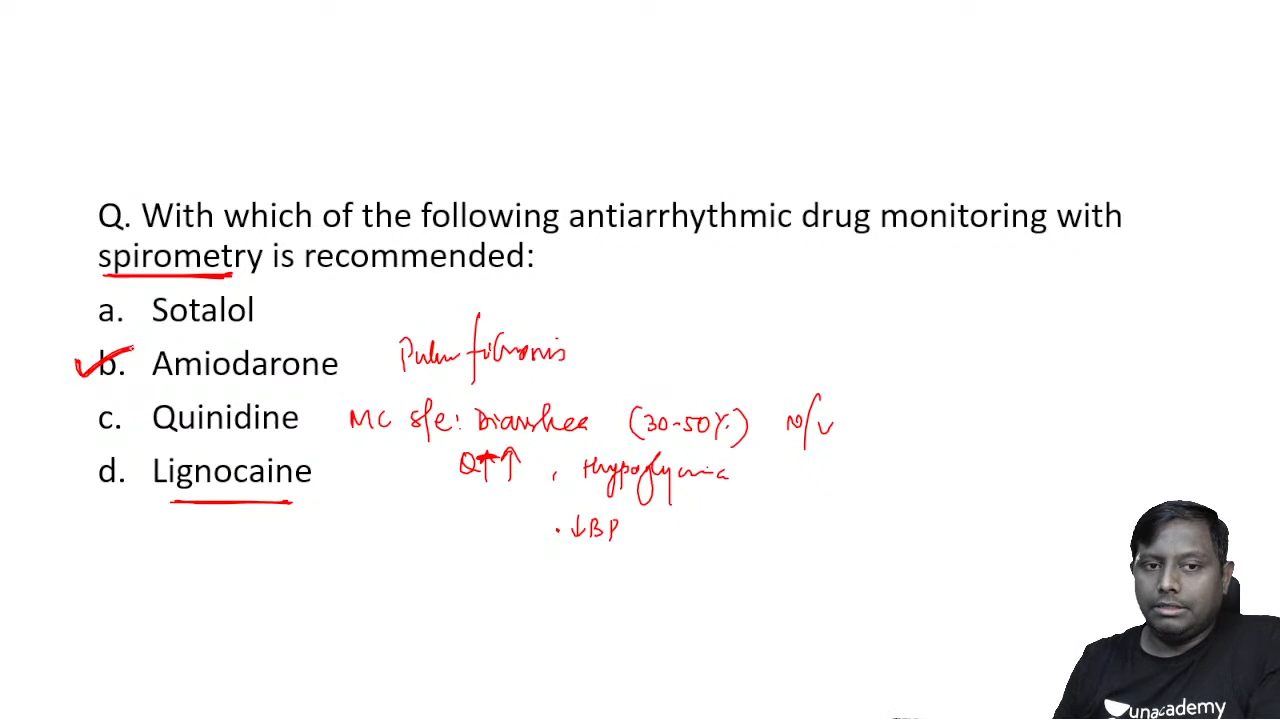 Q. With which of the following antiarrhythmic drug monitoring with
spirometry is recommended:
a. Sotalol
b. Amiodarone
Pulm fibrosis
c. Quinidine
MC s/e: Diarrhea (30-50%) N/V
d. Lignocaine
QT↑, Hypoglycemia
• ↓BP
unacademy